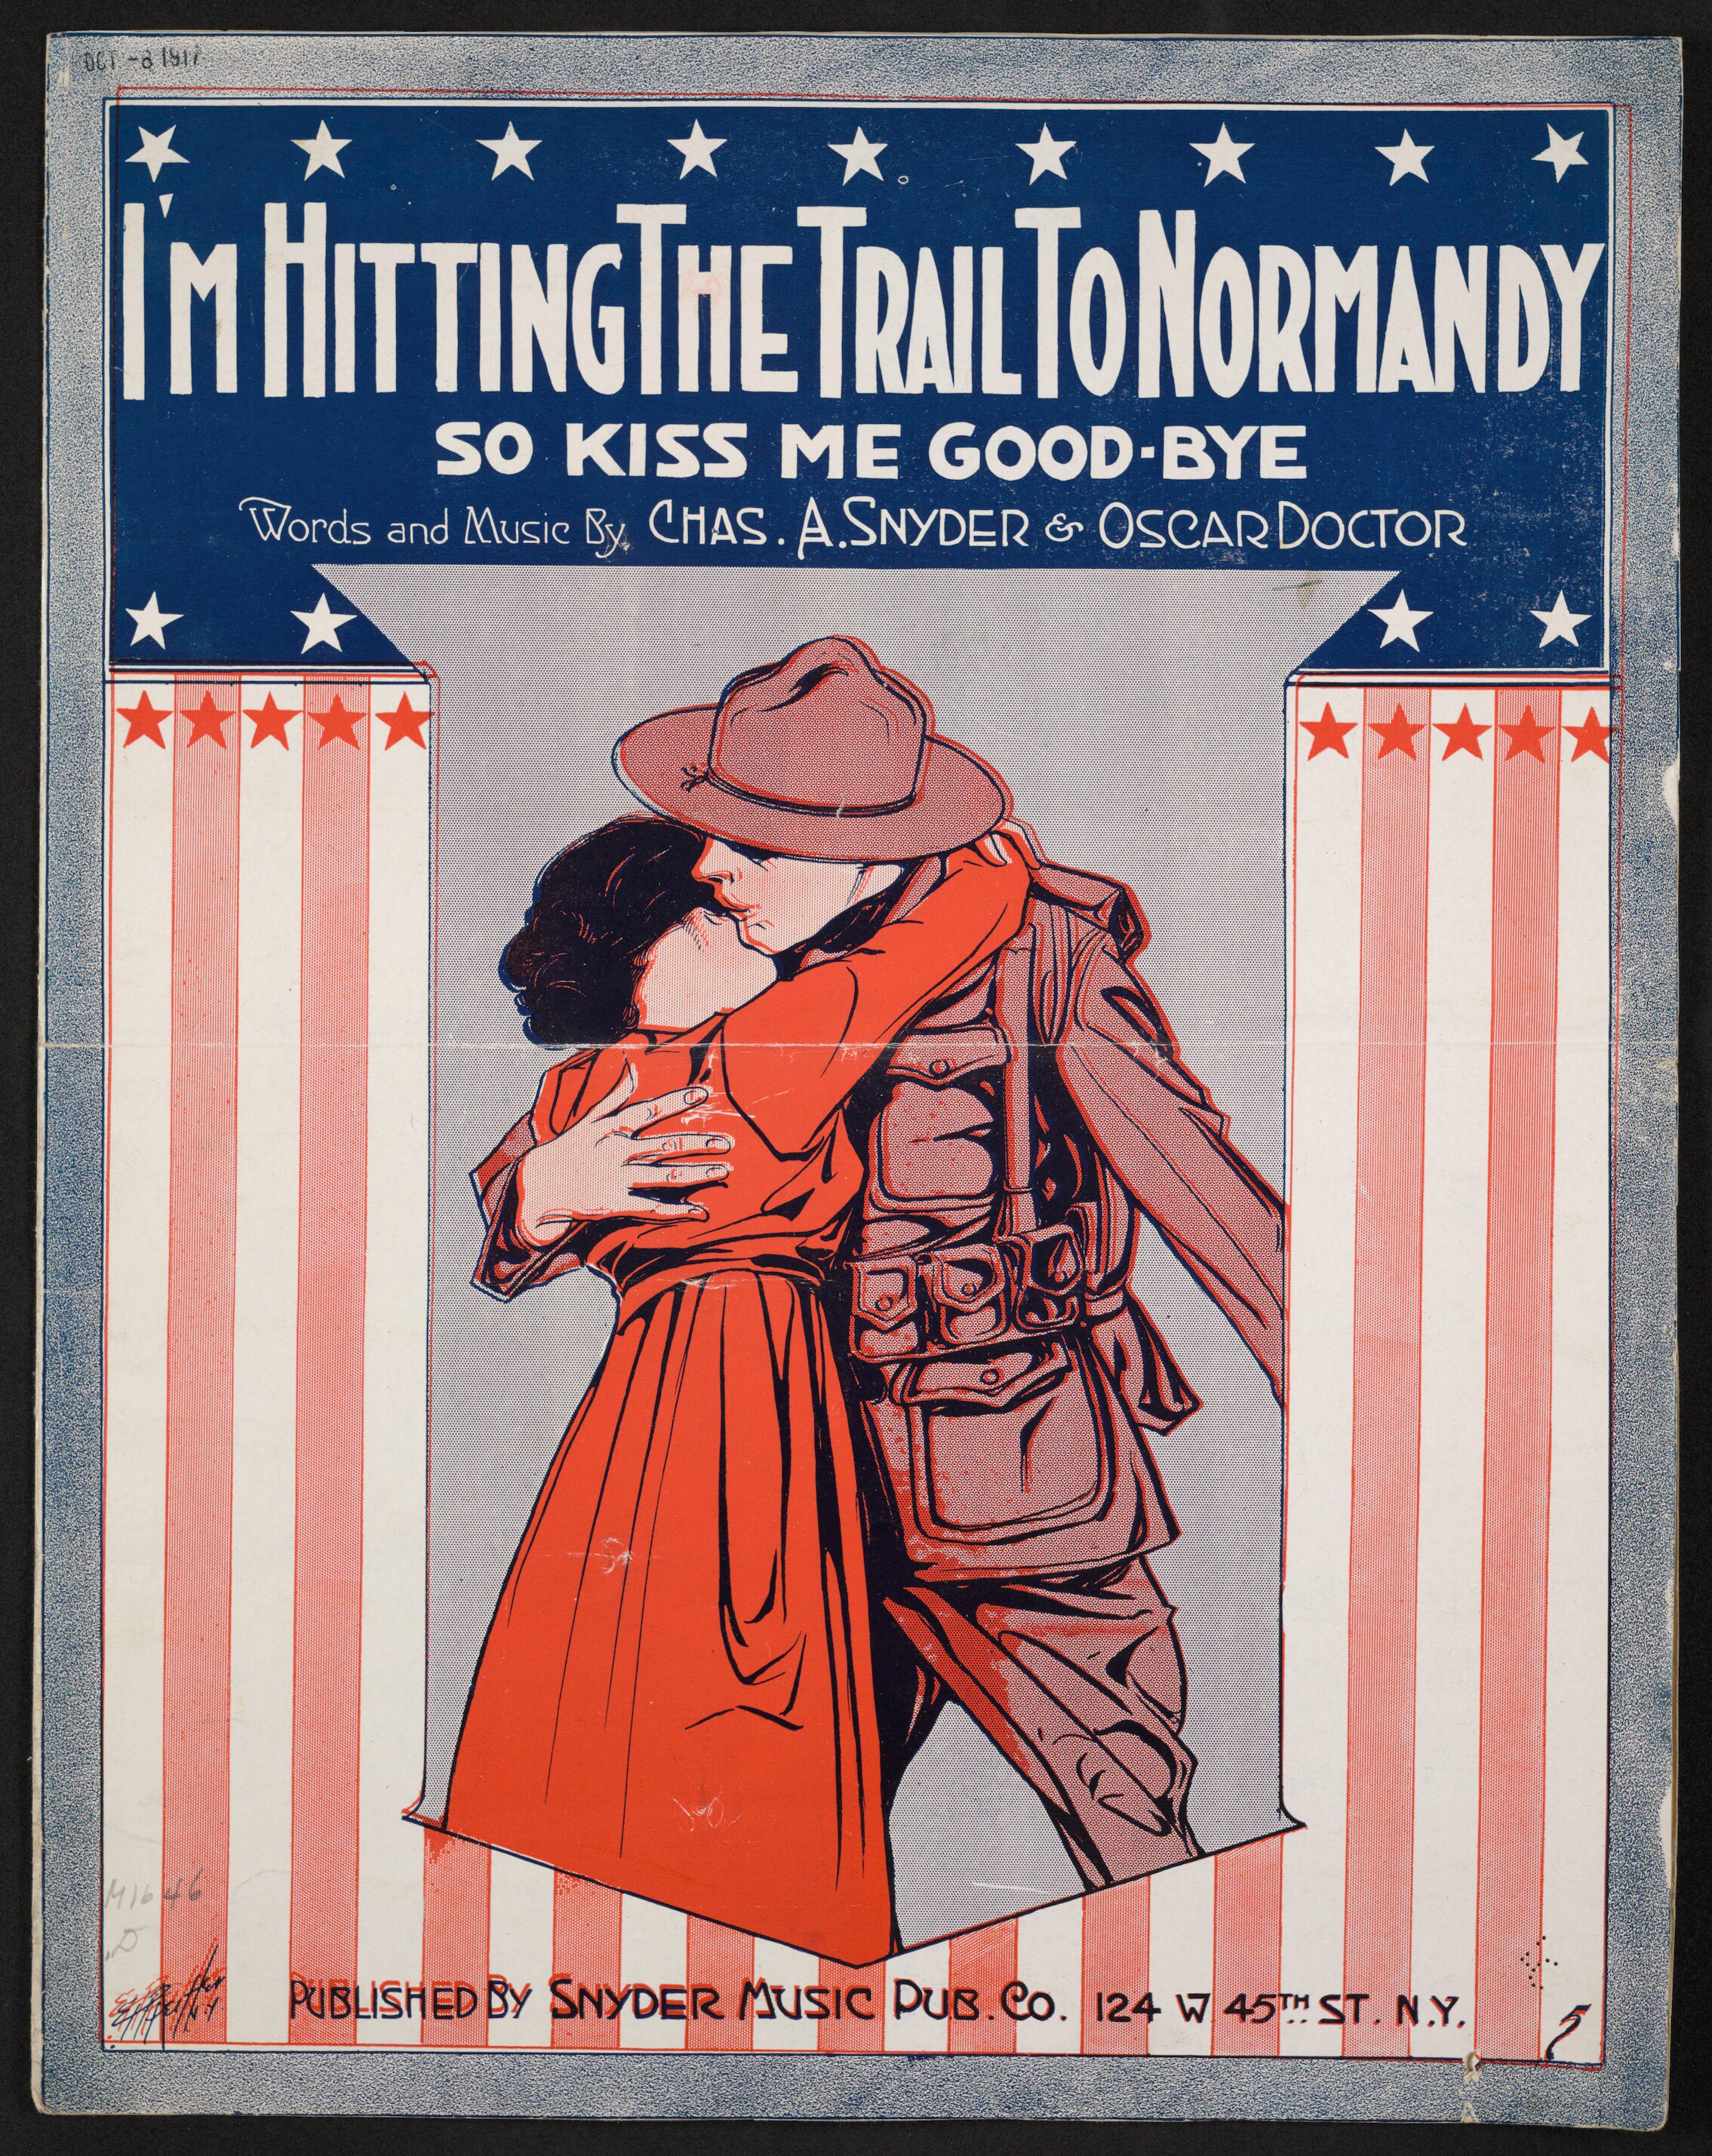 OCT -8 1917
I'M HITTING THE TRAIL TO NORMANDY
SO KISS ME GOOD-BYE
Words and Music By CHAS. A. SNYDER & OSCAR DOCTOR
M1646
.D
N.Y.
PUBLISHED BY SNYDER MUSIC PUB. CO. 124 W 45TH ST. N.Y.
5